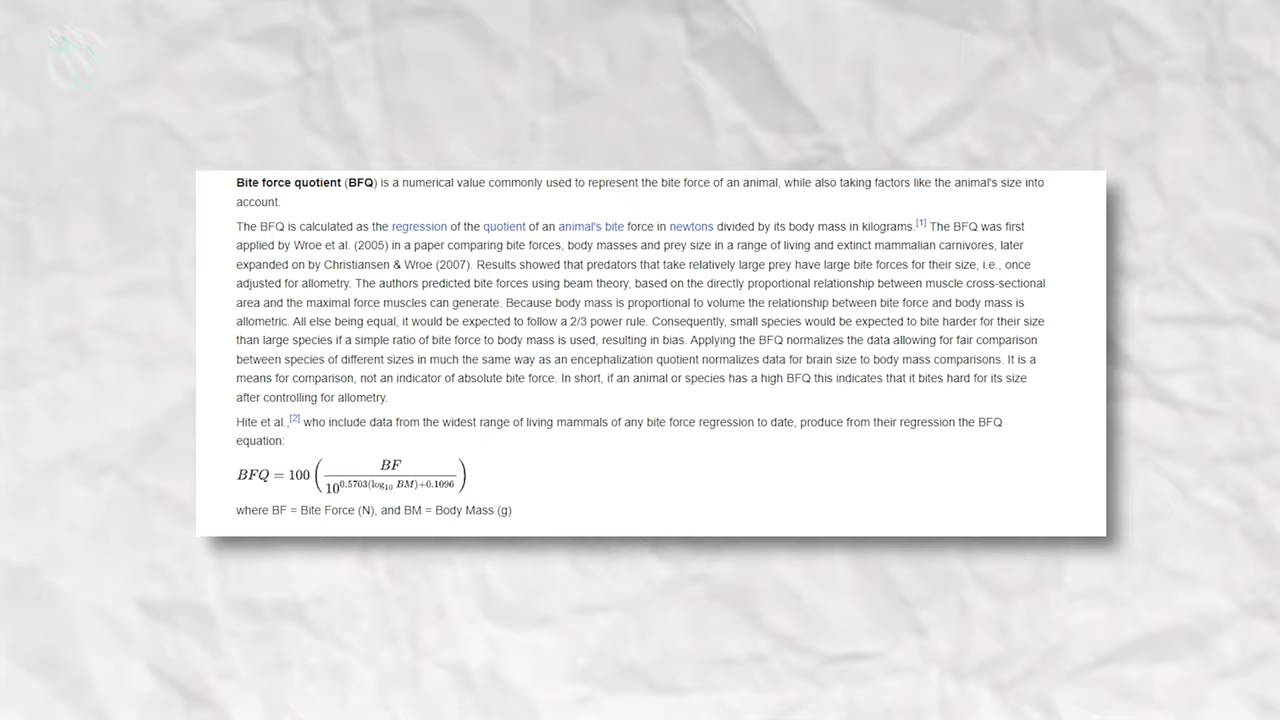 Bite force quotient (BFQ) is a numerical value commonly used to represent the bite force of an animal, while also taking factors like the animal's size into
account.
The BFQ is calculated as the regression of the quotient of an animal's bite force in newtons divided by its body mass in kilograms.[1] The BFQ was first
applied by Wroe et al. (2005) in a paper comparing bite forces, body masses and prey size in a range of living and extinct mammalian carnivores, later
expanded on by Christiansen & Wroe (2007). Results showed that predators that take relatively large prey have large bite forces for their size, i.e., once
adjusted for allometry. The authors predicted bite forces using beam theory, based on the directly proportional relationship between muscle cross-sectional
area and the maximal force muscles can generate. Because body mass is proportional to volume the relationship between bite force and body mass is
allometric. All else being equal, it would be expected to follow a 2/3 power rule. Consequently, small species would be expected to bite harder for their size
than large species if a simple ratio of bite force to body mass is used, resulting in bias. Applying the BFQ normalizes the data allowing for fair comparison
between species of different sizes in much the same way as an encephalization quotient normalizes data for brain size to body mass comparisons. It is a
means for comparison, not an indicator of absolute bite force. In short, if an animal or species has a high BFQ this indicates that it bites hard for its size
after controlling for allometry.
Hite et al.,[2] who include data from the widest range of living mammals of any bite force regression to date, produce from their regression the BFQ
equation:
BFQ = 100 ( BF / 10^0.5703(log10 BM)+0.1096 )
where BF = Bite Force (N), and BM = Body Mass (g)